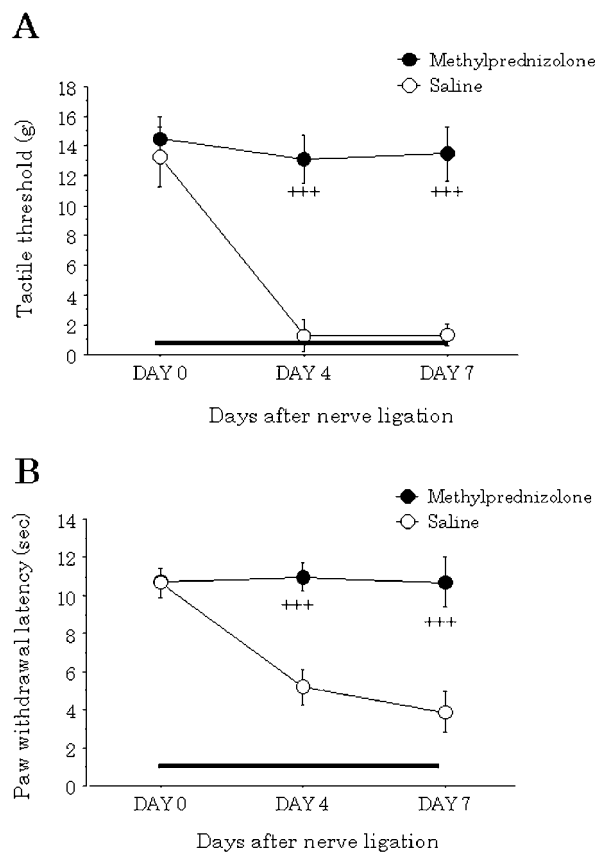 A
Methylprednizolone
Saline
Tactile threshold (g)
18
16
14
12
10
8
6
4
2
0
+++
+++
DAY 0
DAY 4
DAY 7
Days after nerve ligation
B
Methylprednizolone
Saline
Paw withdrawal latency (sec)
14
12
10
8
6
4
2
0
+++
+++
DAY 0
DAY 4
DAY 7
Days after nerve ligation